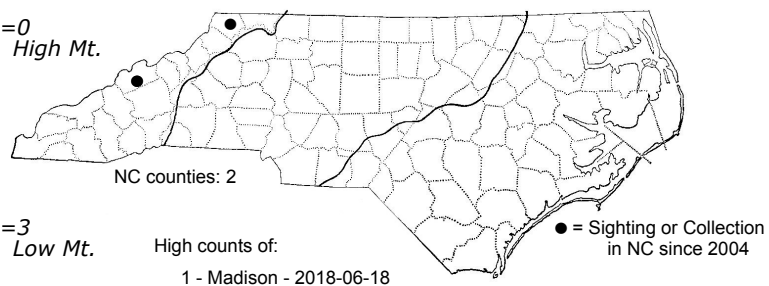 =0
High Mt.
NC counties: 2
=3
Low Mt.
High counts of:
1 - Madison - 2018-06-18
● = Sighting or Collection
in NC since 2004